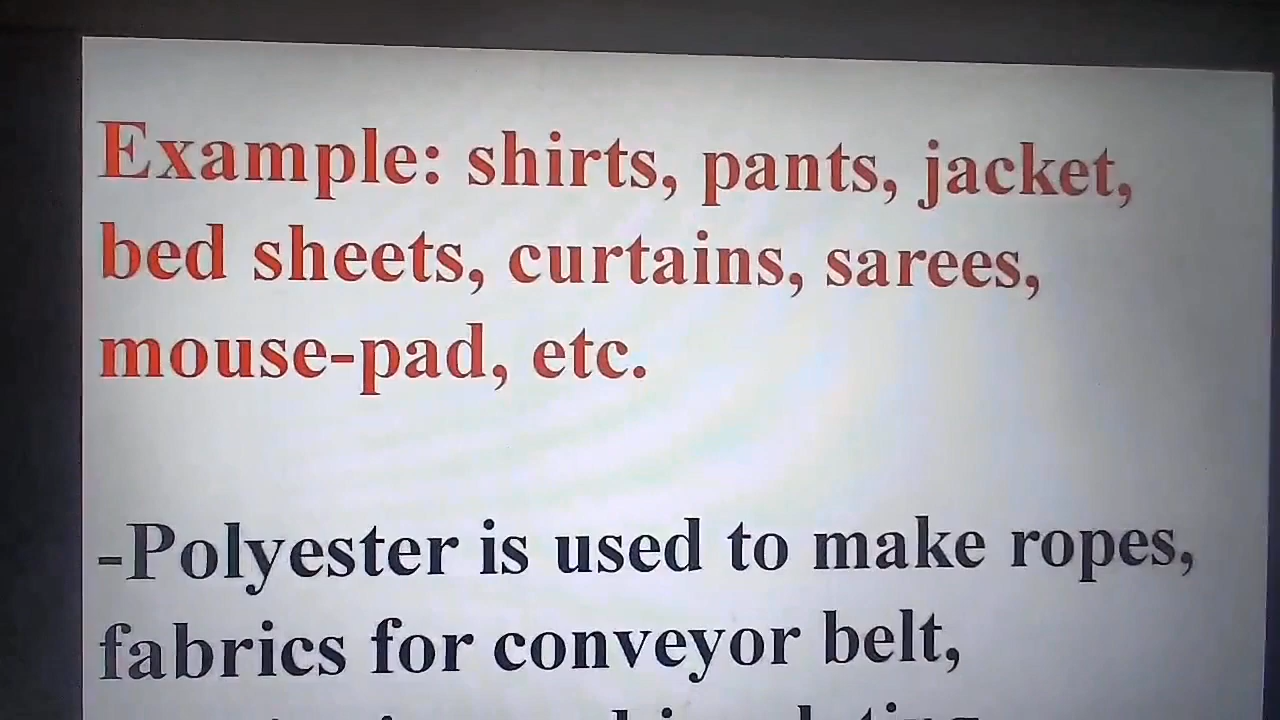 Example: shirts, pants, jacket,
bed sheets, curtains, sarees,
mouse-pad, etc.
-Polyester is used to make ropes,
fabrics for conveyor belt,